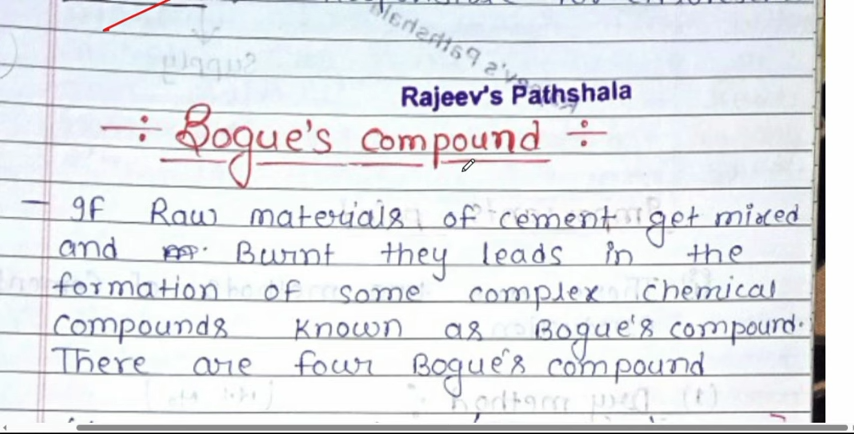 Rajeev's Pathshala
÷ Bogue's compound ÷
- If Raw materials of cement get mixed
and Burnt they leads in the
formation of some complex chemical
compounds known as Bogue's compound.
There are four Bogue's compound